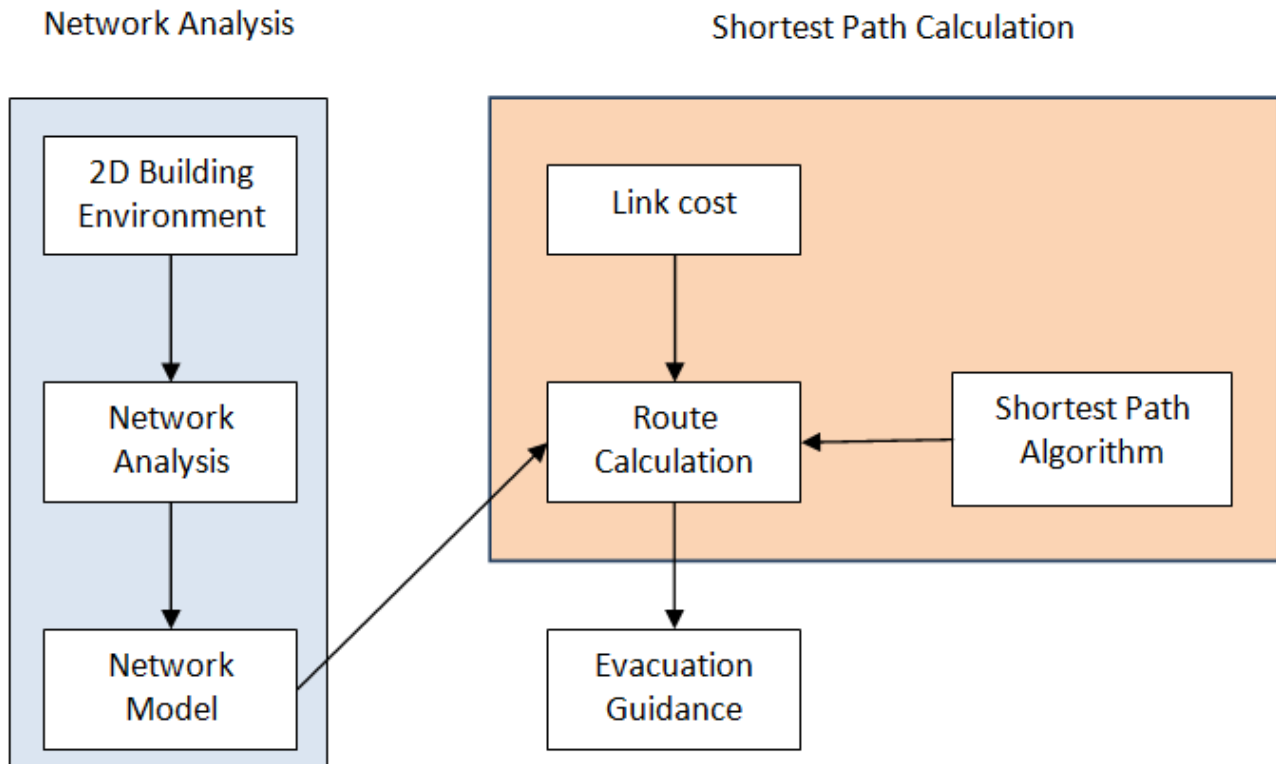 Network Analysis
Shortest Path Calculation
2D Building
Environment
Network
Analysis
Network
Model
Link cost
Route
Calculation
Shortest Path
Algorithm
Evacuation
Guidance